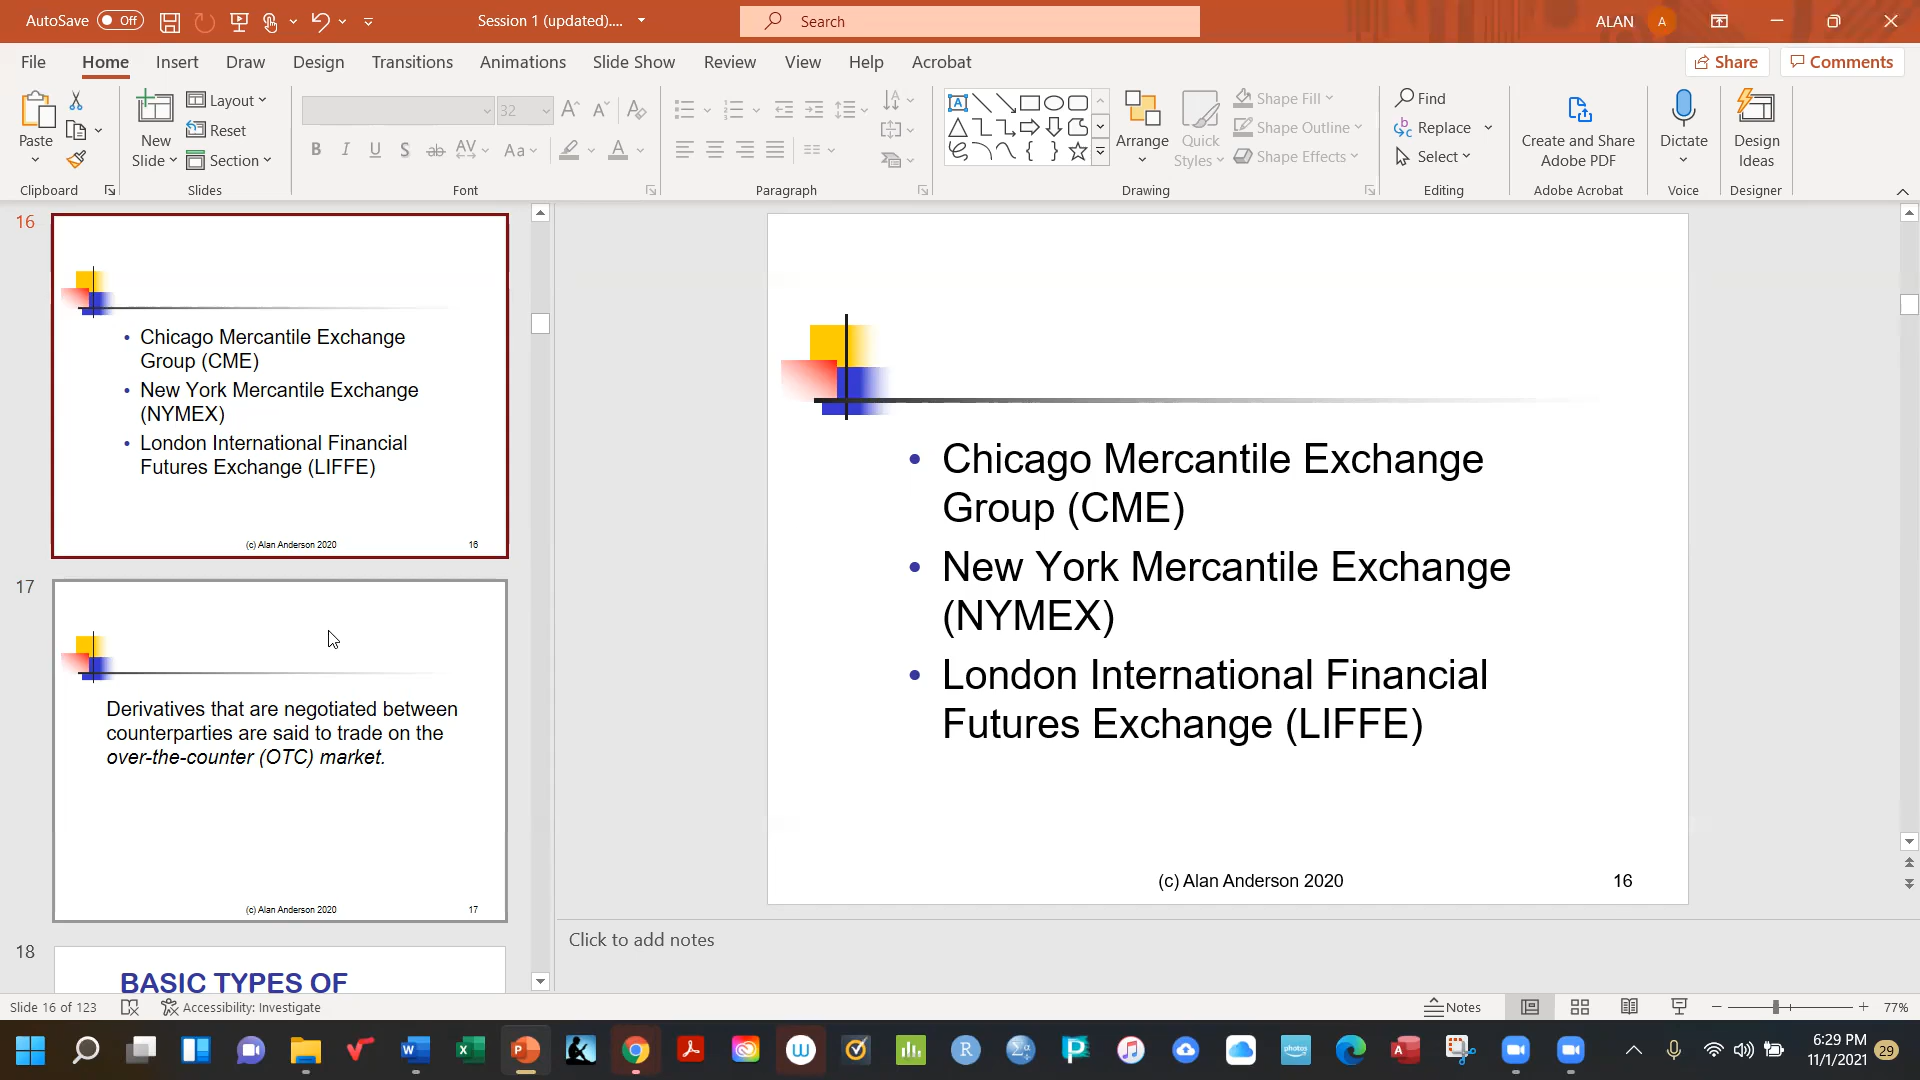 AutoSave Off
Session 1 (updated)....
Search
ALAN A
File Home Insert Draw Design Transitions Animations Slide Show Review View Help Acrobat
Share Comments
Paste
New
Slide
Layout
Reset
Section
32
B I U S ab AV Aa A
Arrange
Quick
Styles
Shape Fill
Shape Outline
Shape Effects
Find
Replace
Select
Create and Share
Adobe PDF
Dictate
Design
Ideas
Clipboard Slides Font Paragraph Drawing Editing Adobe Acrobat Voice Designer
16
• Chicago Mercantile Exchange
Group (CME)
• New York Mercantile Exchange
(NYMEX)
• London International Financial
Futures Exchange (LIFFE)
(c) Alan Anderson 2020 16
17
Derivatives that are negotiated between
counterparties are said to trade on the
over-the-counter (OTC) market.
(c) Alan Anderson 2020 17
18
BASIC TYPES OF
• Chicago Mercantile Exchange
Group (CME)
• New York Mercantile Exchange
(NYMEX)
• London International Financial
Futures Exchange (LIFFE)
(c) Alan Anderson 2020 16
Click to add notes
Slide 16 of 123 Accessibility: Investigate Notes 77%
6:29 PM
11/1/2021 29